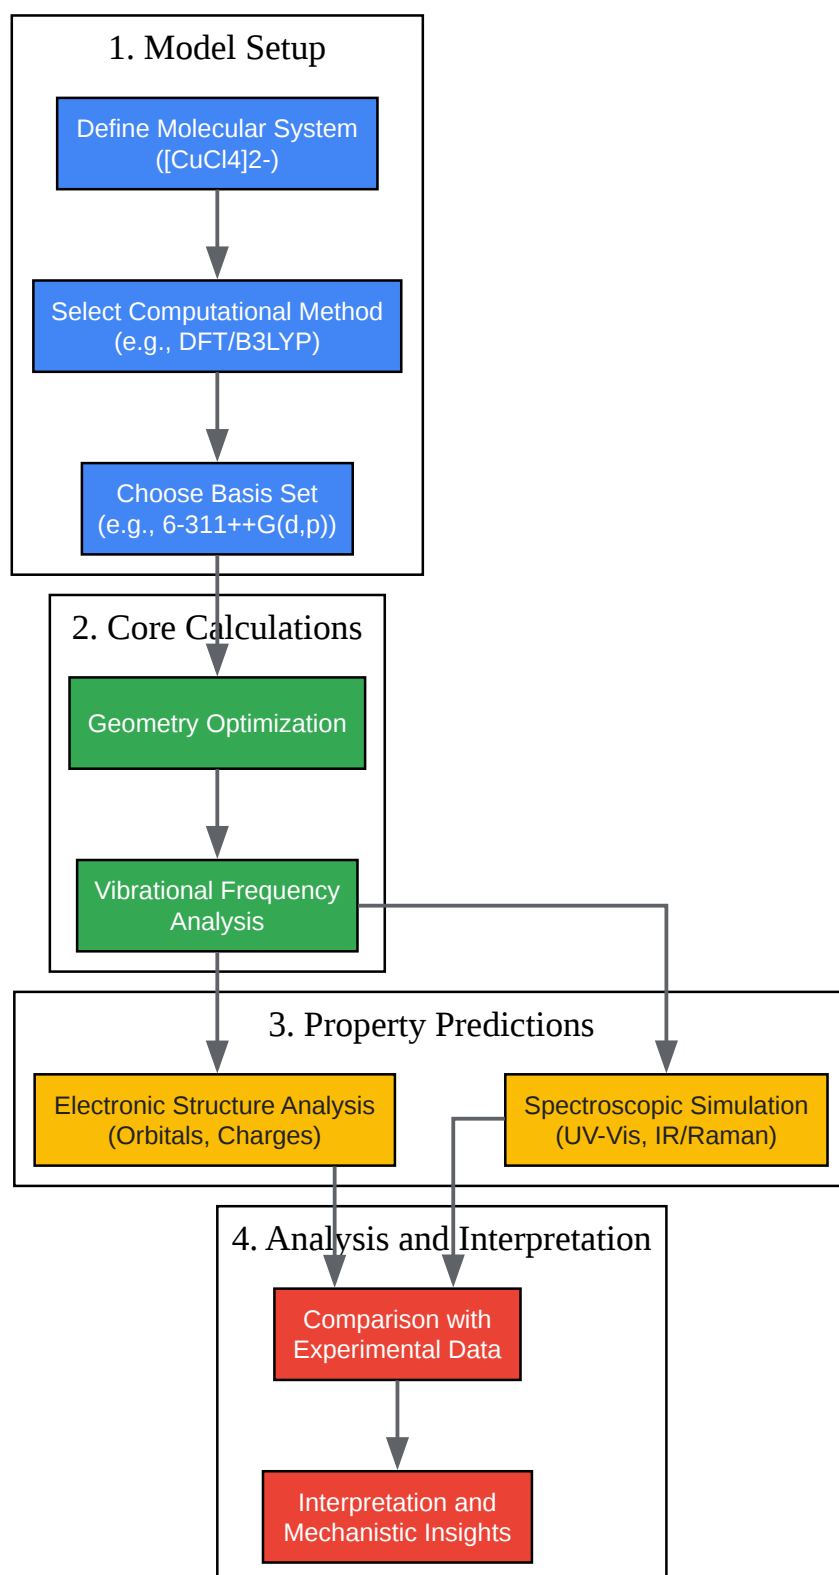 1. Model Setup
Define Molecular System
([CuCl4]2-)
Select Computational Method
(e.g., DFT/B3LYP)
Choose Basis Set
(e.g., 6-311++G(d,p))
2. Core Calculations
Geometry Optimization
Vibrational Frequency
Analysis
3. Property Predictions
Electronic Structure Analysis
(Orbitals, Charges)
Spectroscopic Simulation
(UV-Vis, IR/Raman)
4. Analysis and Interpretation
Comparison with
Experimental Data
Interpretation and
Mechanistic Insights